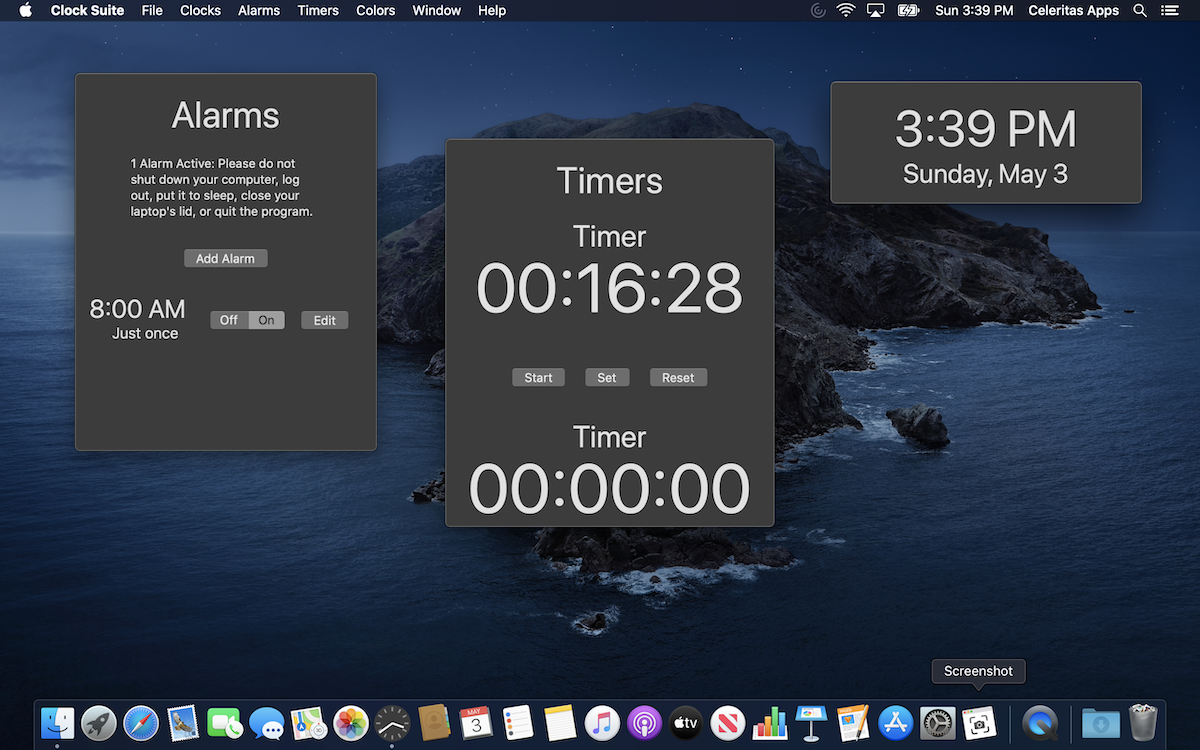 Clock Suite File Clocks Alarms Timers Colors Window Help Sun 3:39 PM Celeritas Apps
Alarms
1 Alarm Active: Please do not
shut down your computer, log
out, put it to sleep, close your
laptop's lid, or quit the program.
Add Alarm
8:00 AM
Just once
Off On Edit
Timers
Timer
00:16:28
Start Set Reset
Timer
00:00:00
3:39 PM
Sunday, May 3
Screenshot
MAY
3
tv